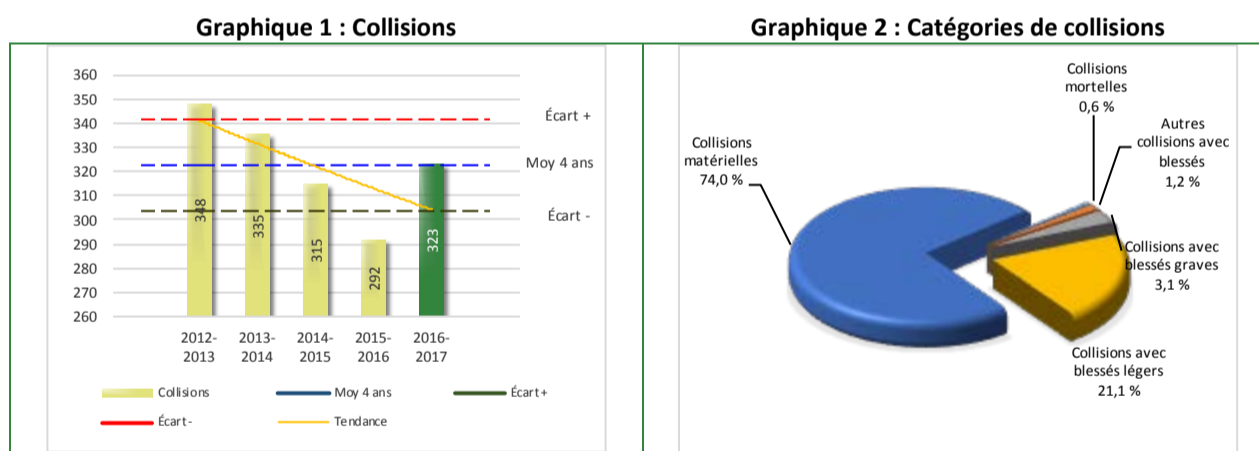 Graphique 1 : Collisions
360
350
340
330
320
310
300
290
280
270
260
Écart +
Moy 4 ans
Écart -
348
335
315
292
323
2012-
2013
2013-
2014
2014-
2015
2015-
2016
2016-
2017
Collisions
Moy 4 ans
Écart+
Écart-
Tendance
Graphique 2 : Catégories de collisions
Collisions
matérielles
74,0 %
Collisions
mortelles
0,6 %
Autres
collisions avec
blessés
1,2 %
Collisions avec
blessés graves
3,1 %
Collisions avec
blessés légers
21,1 %